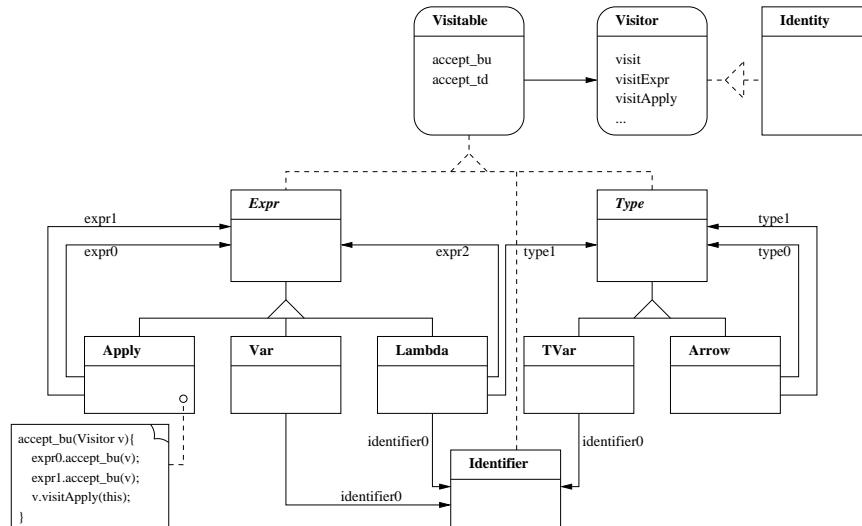 Visitable
accept_bu
accept_td
Visitor
visit
visitExpr
visitApply
...
Identity
Expr
Type
expr1
expr0
expr2
type1
type1
type0
Apply
Var
Lambda
TVar
Arrow
accept_bu(Visitor v){
expr0.accept_bu(v);
expr1.accept_bu(v);
v.visitApply(this);
}
identifier0
identifier0
Identifier
identifier0